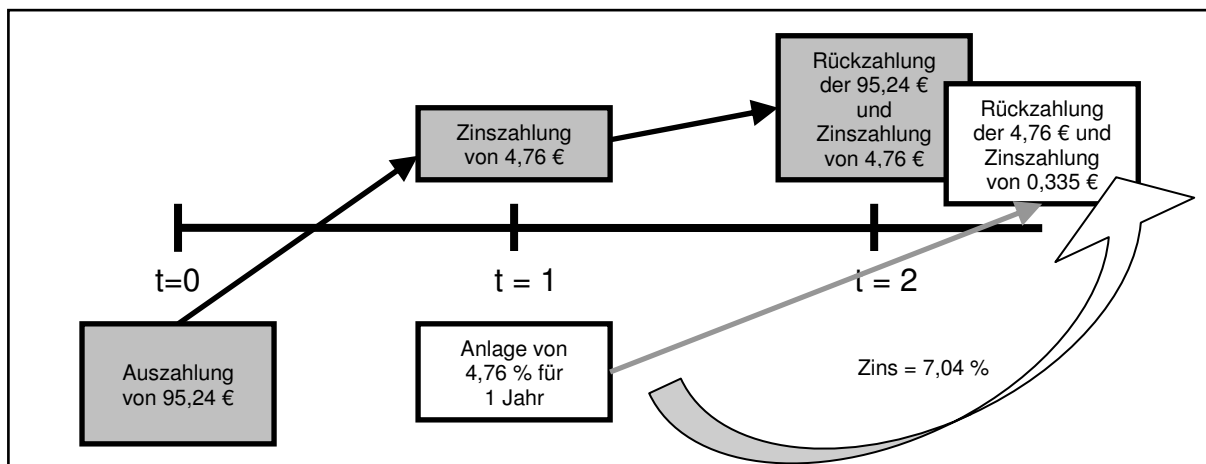 Rückzahlung
der 95,24 €
und
Zinszahlung
von 4,76 €
Rückzahlung
der 4,76 € und
Zinszahlung
von 0,335 €
Zinszahlung
von 4,76 €
t=0
t = 1
t = 2
Auszahlung
von 95,24 €
Anlage von
4,76 % für
1 Jahr
Zins = 7,04 %